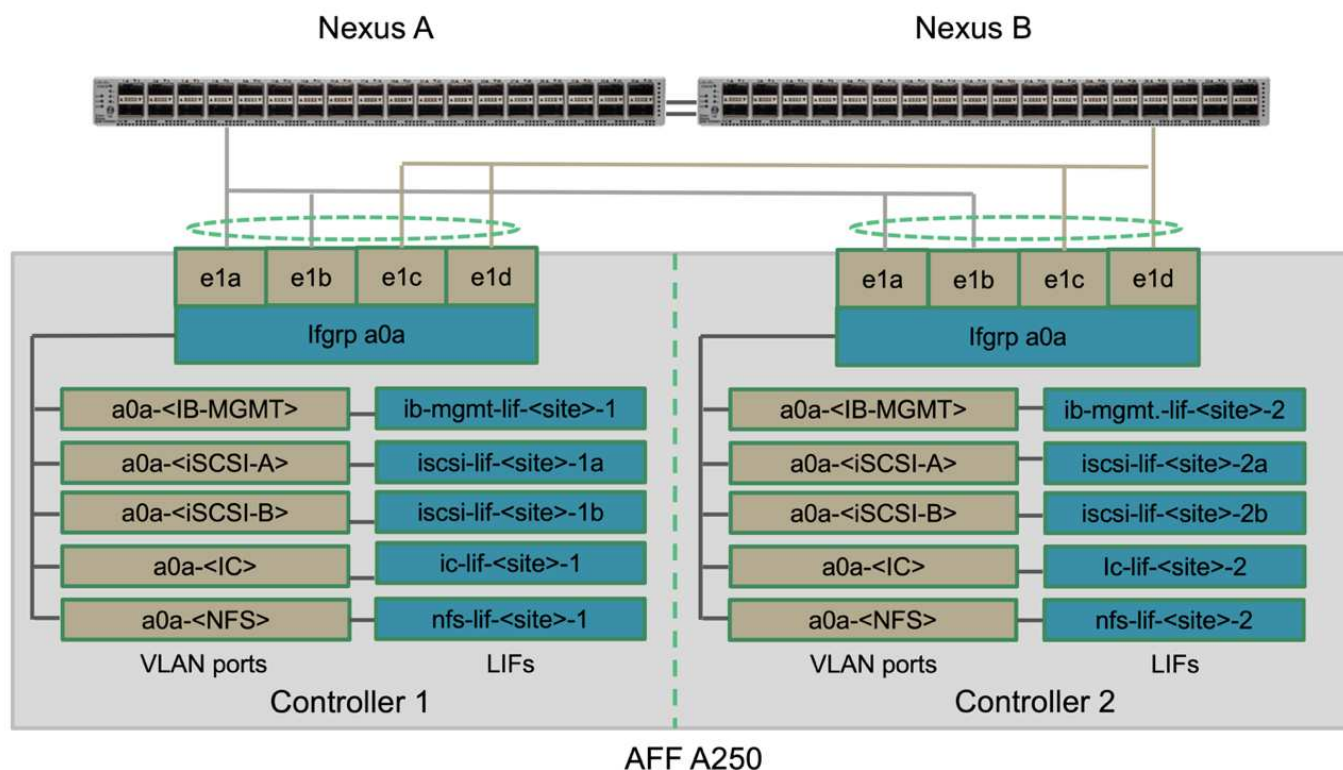 Nexus A
Nexus B
e1a e1b e1c e1d
Ifgrp a0a
a0a-<IB-MGMT> ib-mgmt-lif-<site>-1
a0a-<iSCSI-A> iscsi-lif-<site>-1a
a0a-<iSCSI-B> iscsi-lif-<site>-1b
a0a-<IC> ic-lif-<site>-1
a0a-<NFS> nfs-lif-<site>-1
VLAN ports LIFs
Controller 1
e1a e1b e1c e1d
Ifgrp a0a
a0a-<IB-MGMT> ib-mgmt.-lif-<site>-2
a0a-<iSCSI-A> iscsi-lif-<site>-2a
a0a-<iSCSI-B> iscsi-lif-<site>-2b
a0a-<IC> Ic-lif-<site>-2
a0a-<NFS> nfs-lif-<site>-2
VLAN ports LIFs
Controller 2
AFF A250